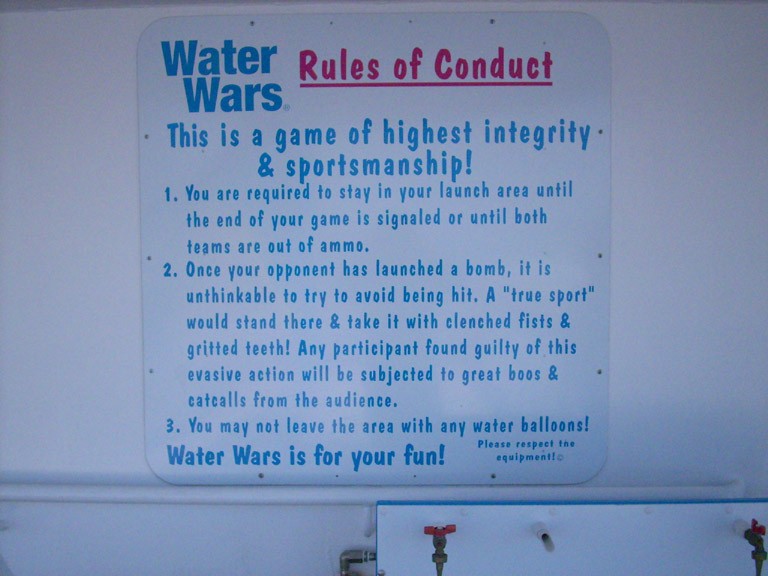 Water
Wars®
Rules of Conduct
This is a game of highest integrity
& sportsmanship!
1. You are required to stay in your launch area until
the end of your game is signaled or until both
teams are out of ammo.
2. Once your opponent has launched a bomb, it is
unthinkable to try to avoid being hit. A "true sport"
would stand there & take it with clenched fists &
gritted teeth! Any participant found guilty of this
evasive action will be subjected to great boos &
catcalls from the audience.
3. You may not leave the area with any water balloons!
Water Wars is for your fun!
Please respect the
equipment!©